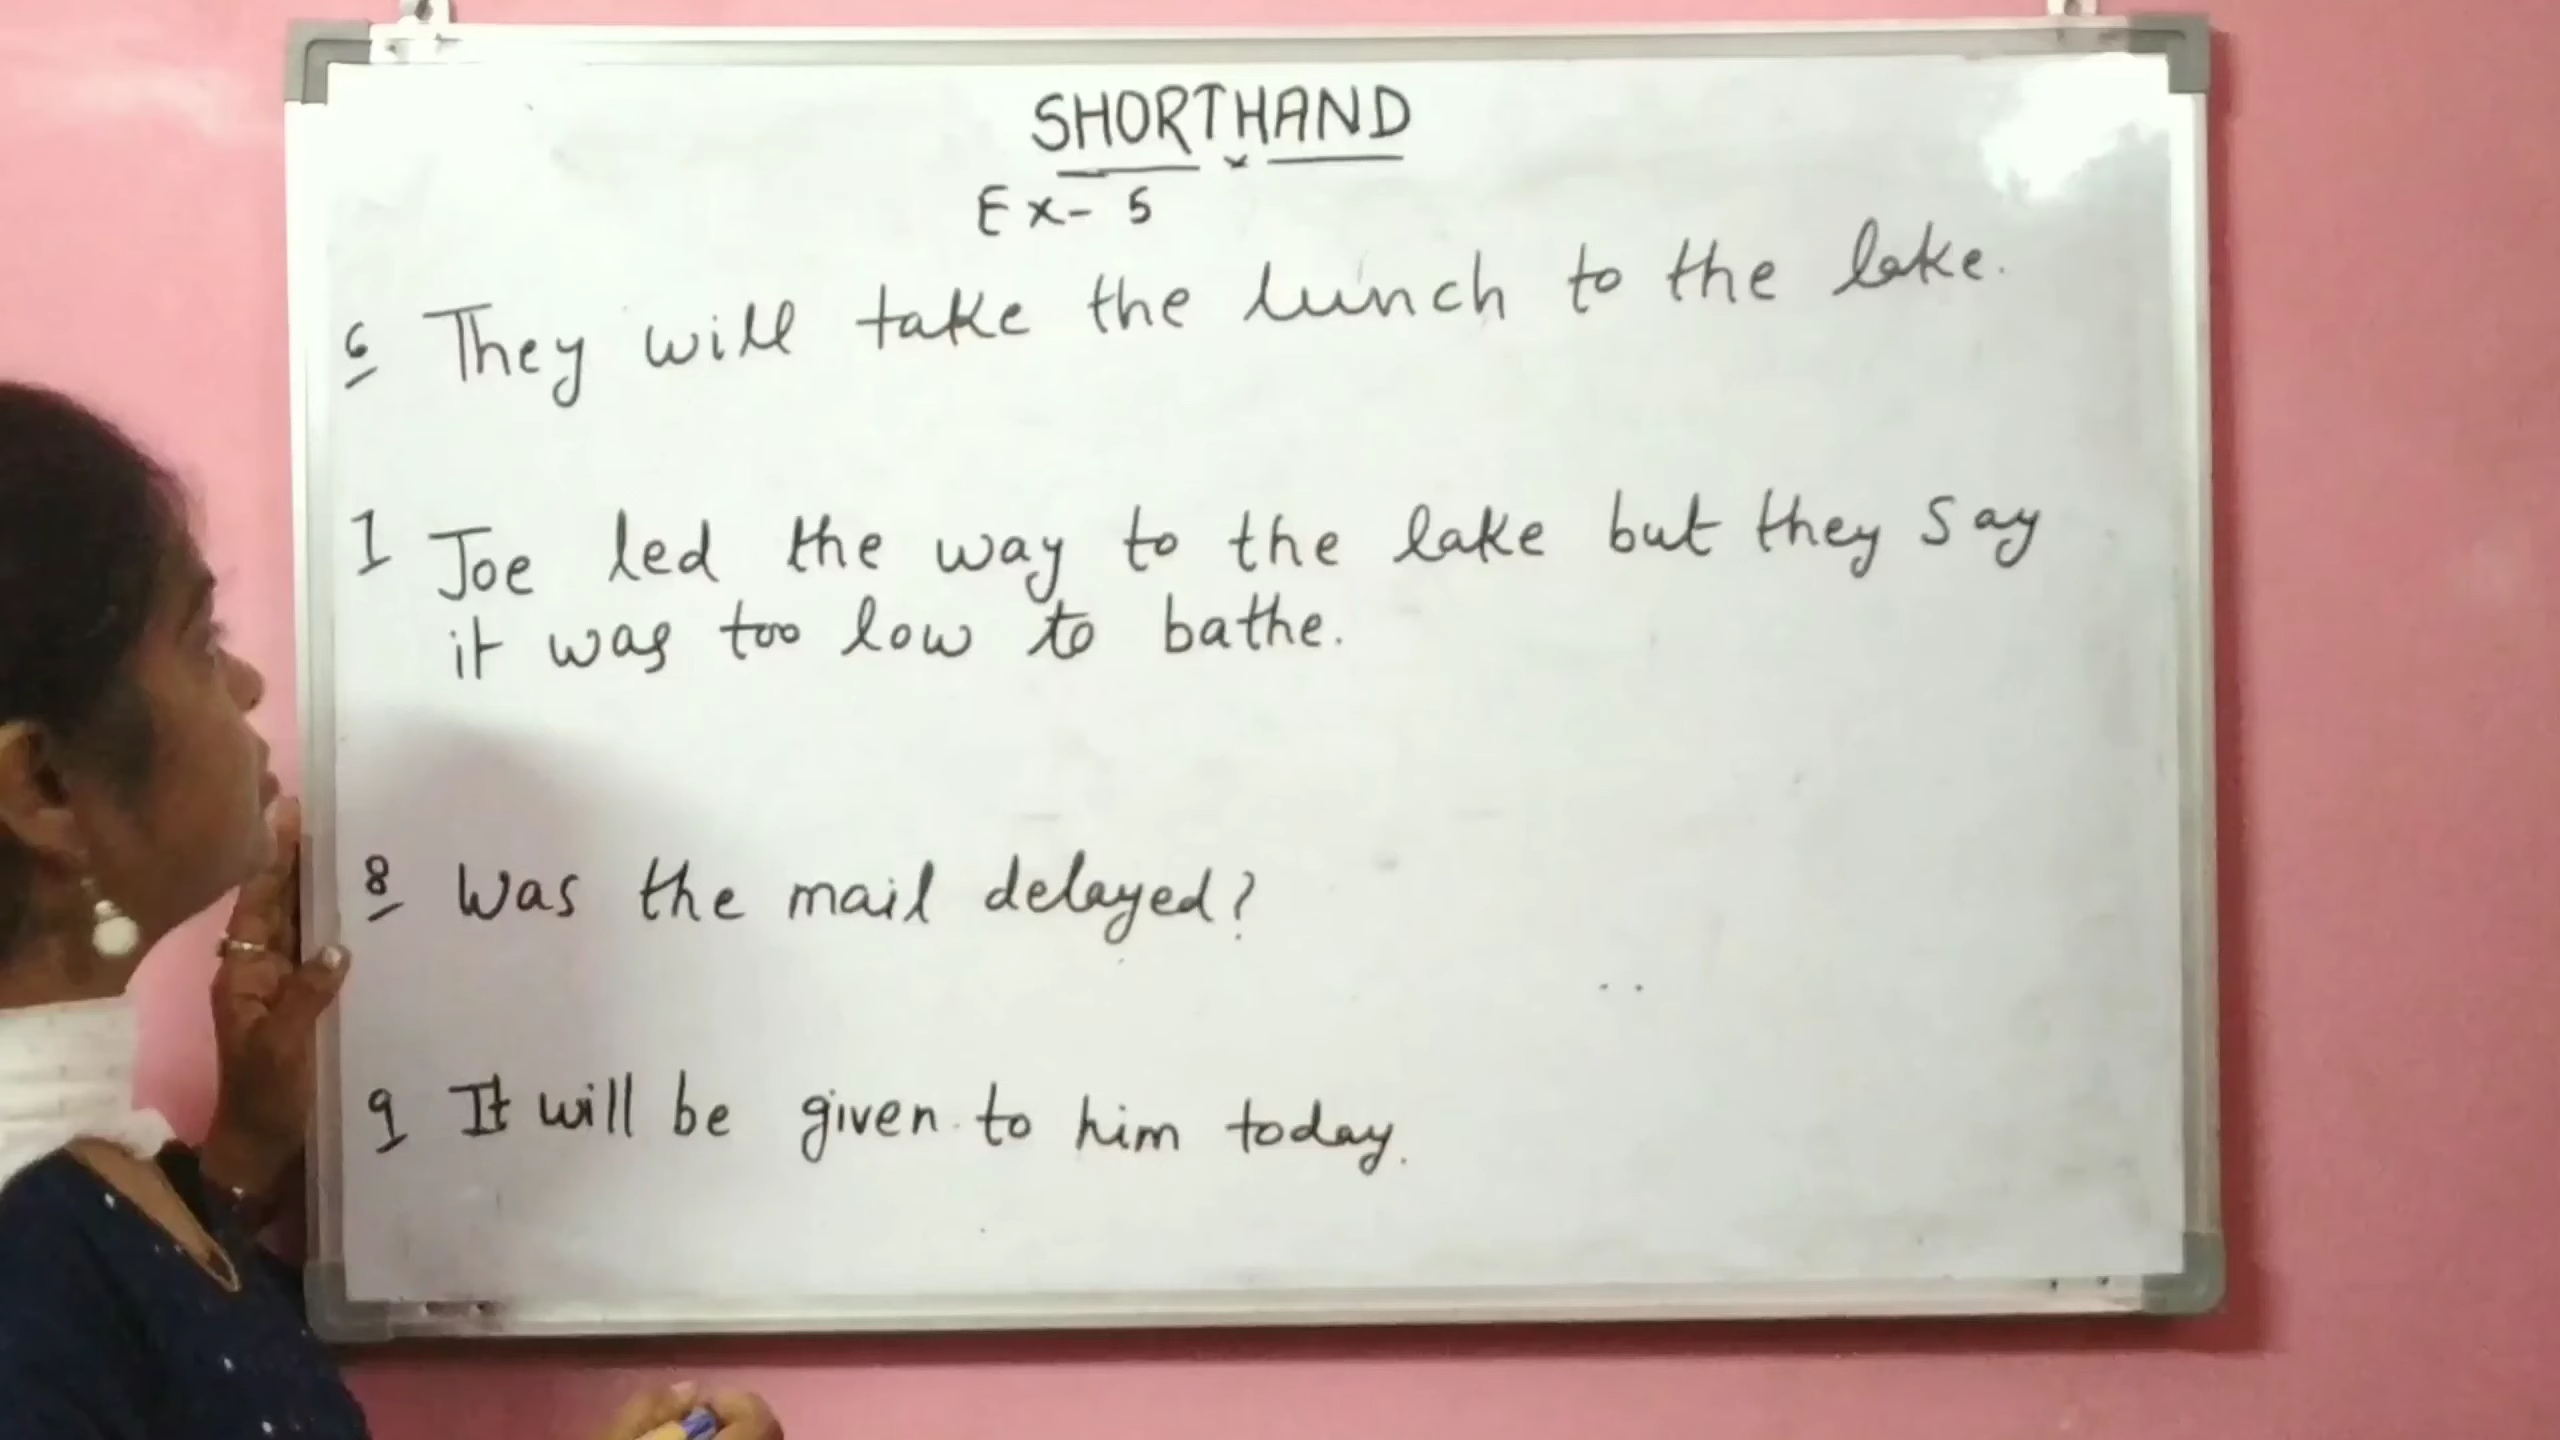 SHORTHAND
Ex- 5
6 They will take the lunch to the lake.
7 Joe led the way to the lake but they say
it was too low to bathe.
8 Was the mail delayed?
9 It will be given to him today.